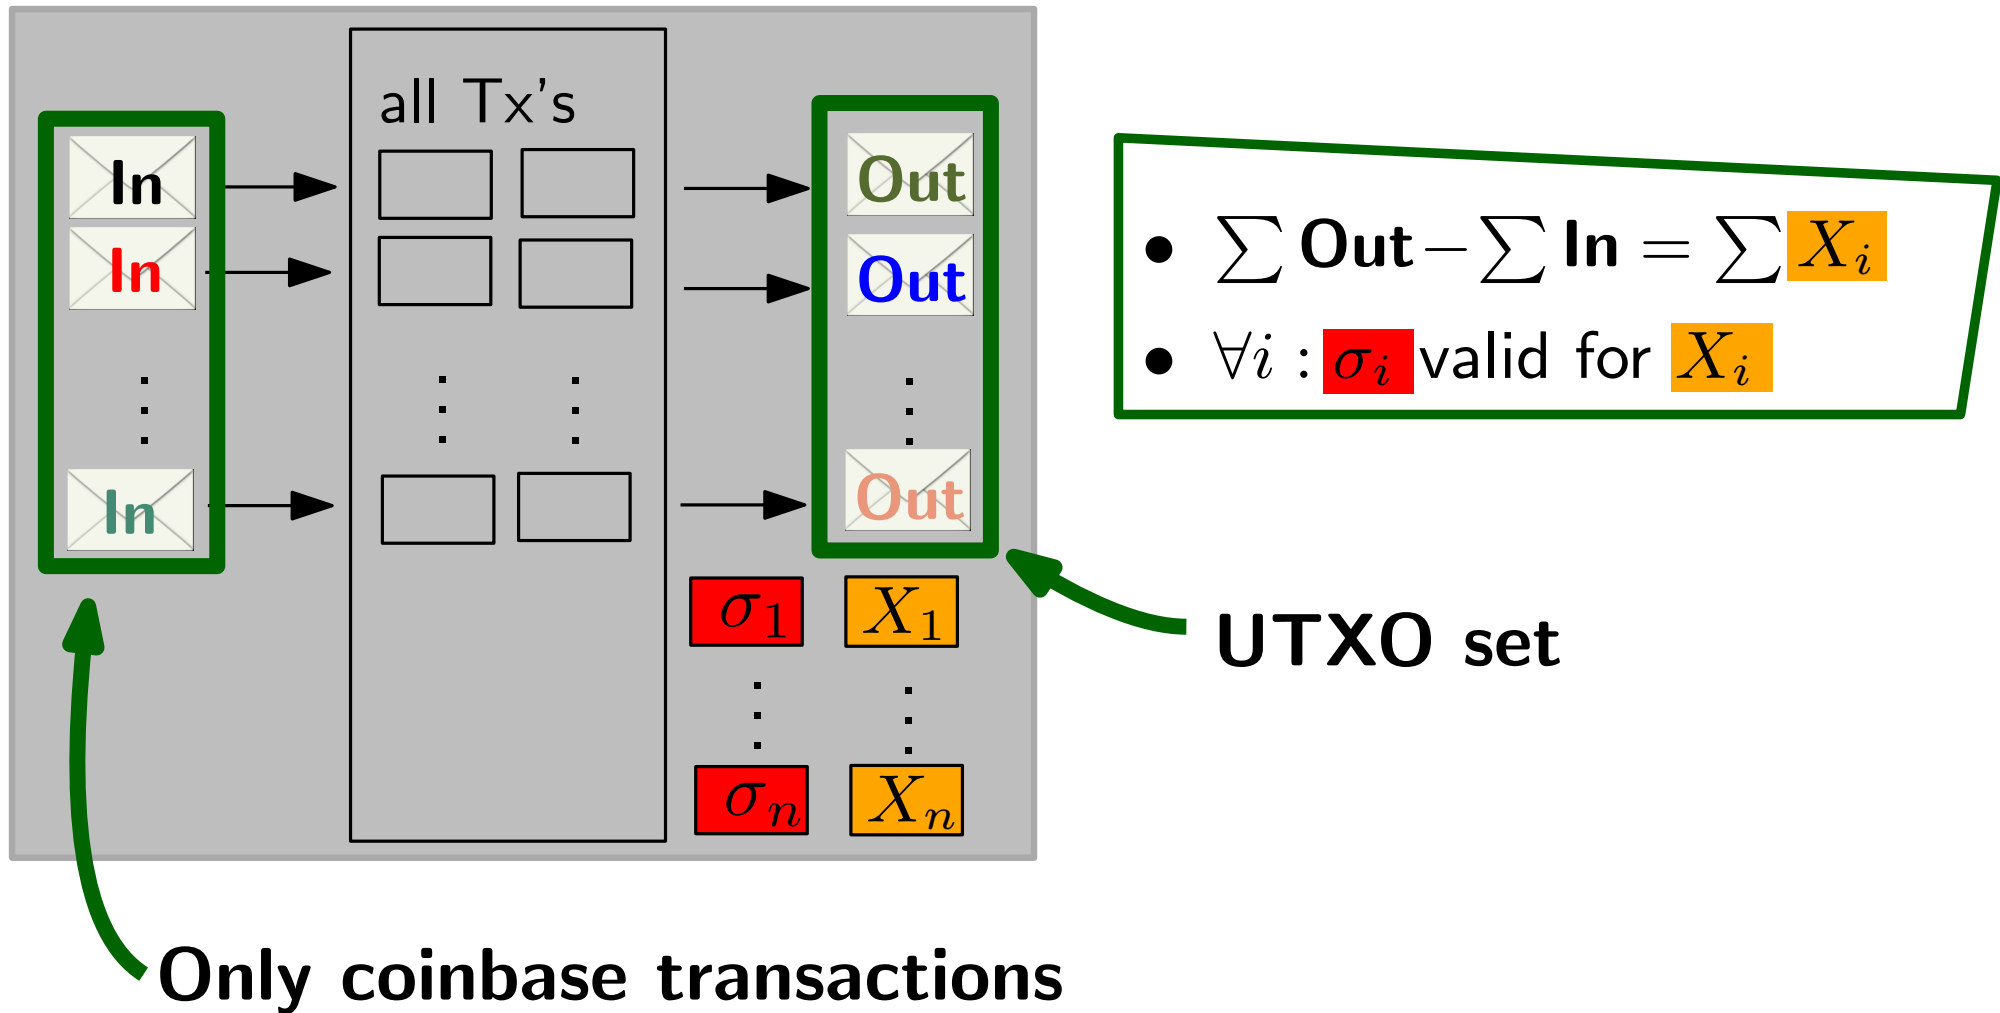 all Tx's
In
In
⋮
In
Out
Out
⋮
Out
σ₁ X₁
⋮ ⋮
σₙ Xₙ
• ∑ Out − ∑ In = ∑ Xᵢ
• ∀i : σᵢ valid for Xᵢ
UTXO set
Only coinbase transactions